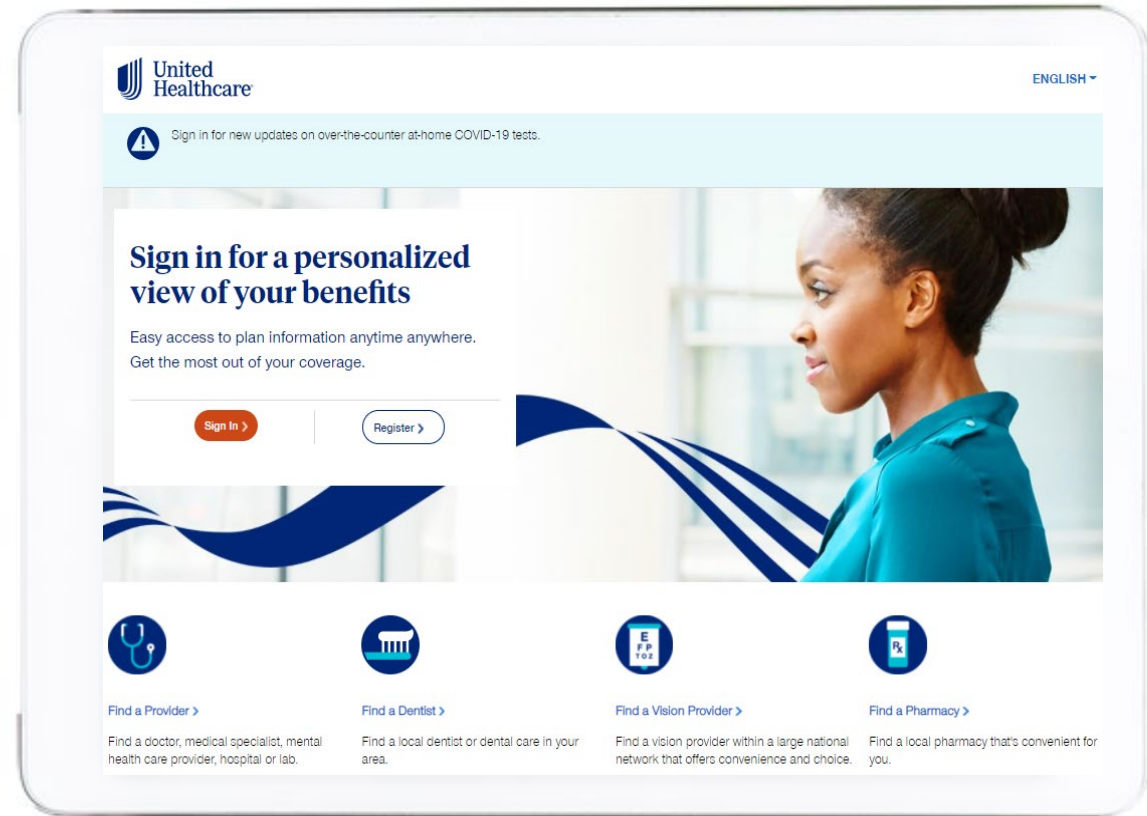 United
Healthcare
ENGLISH
Sign in for new updates on over-the-counter at-home COVID-19 tests.
Sign in for a personalized
view of your benefits
Easy access to plan information anytime anywhere.
Get the most out of your coverage.
Sign In >
Register >
E
F P
T O Z
Rx
Find a Provider >
Find a Dentist >
Find a Vision Provider >
Find a Pharmacy >
Find a doctor, medical specialist, mental
health care provider, hospital or lab.
Find a local dentist or dental care in your
area.
Find a vision provider within a large national
network that offers convenience and choice.
Find a local pharmacy that's convenient for
you.